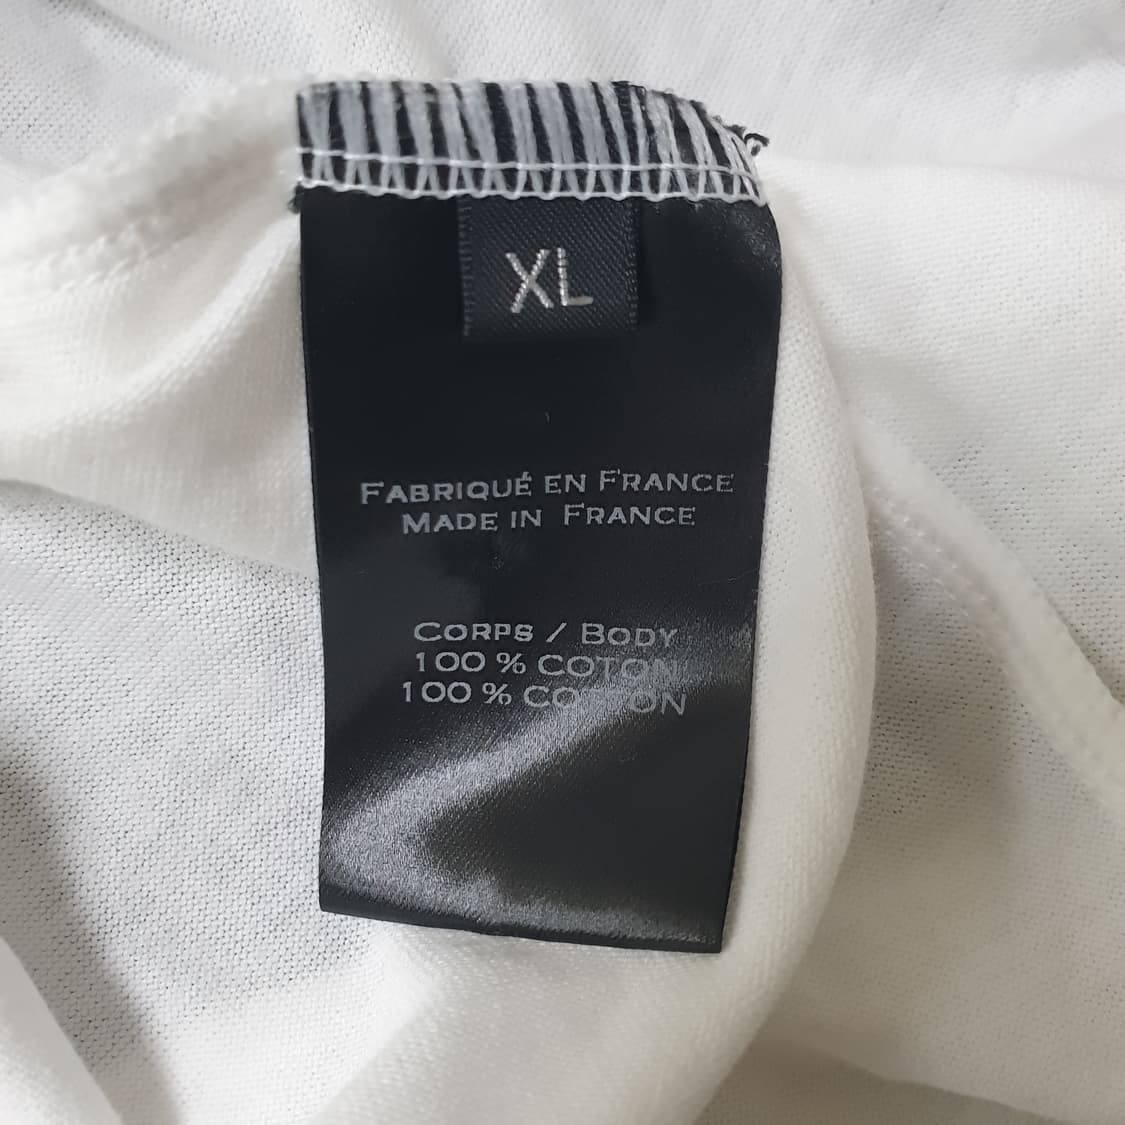 XL
FABRIQUÉ EN FRANCE
MADE IN FRANCE
CORPS / BODY
100 % COTON
100 % COTTON